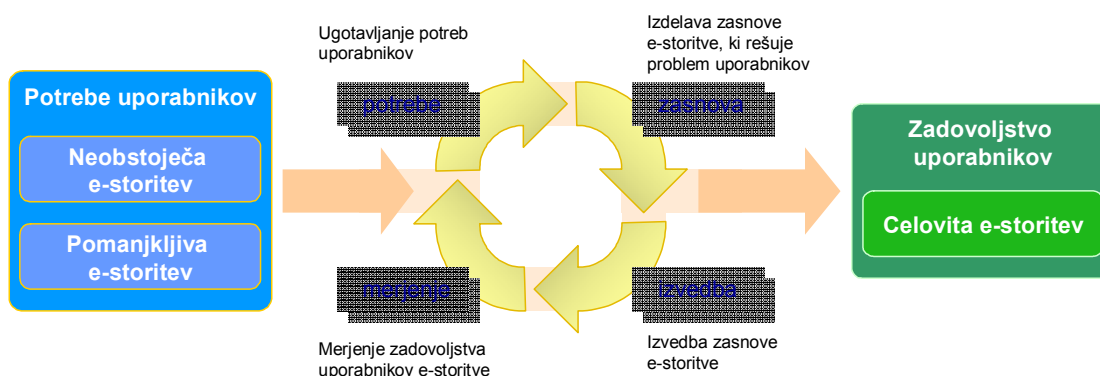 Potrebe uporabnikov
Neobstoječa
e-storitev
Pomanjkljiva
e-storitev
Ugotavljanje potreb
uporabnikov
potrebe
Izdelava zasnove
e-storitve, ki rešuje
problem uporabnikov
zasnova
merjenje
Merjenje zadovoljstva
uporabnikov e-storitve
izvedba
Izvedba zasnove
e-storitve
Zadovoljstvo
uporabnikov
Celovita e-storitev